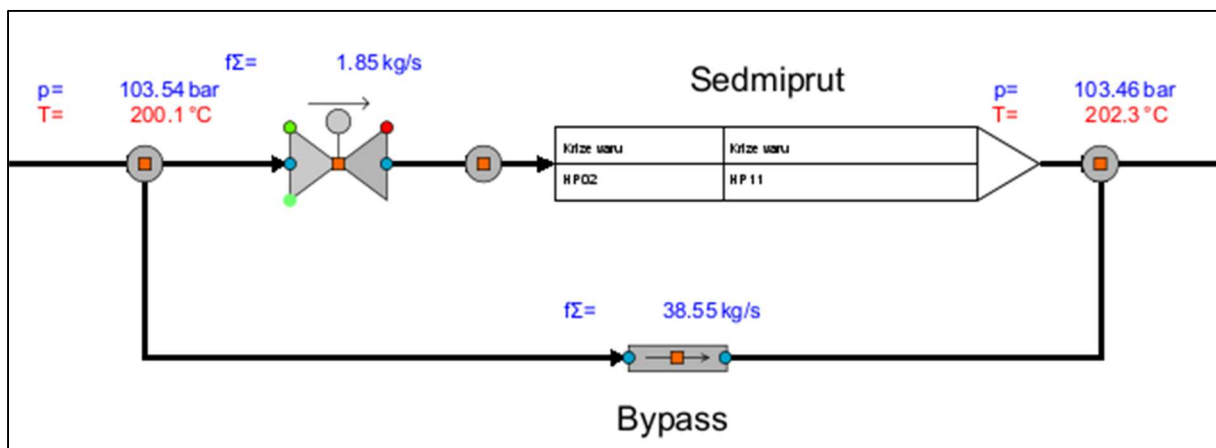 fΣ= 1.85 kg/s
p= 103.54 bar
T= 200.1 °C
Sedmiprut
p= 103.46 bar
T= 202.3 °C
Krize varu Krize varu
HP02 HP11
fΣ= 38.55 kg/s
Bypass